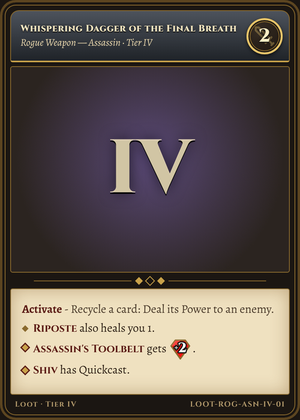 Whispering Dagger of the Final Breath
Rogue Weapon — Assassin · Tier IV
2
IV
Activate - Recycle a card: Deal its Power to an enemy.
Riposte also heals you 1.
Assassin's Toolbelt gets +2 .
Shiv has Quickcast.
Loot · Tier IV
LOOT-ROG-ASN-IV-01